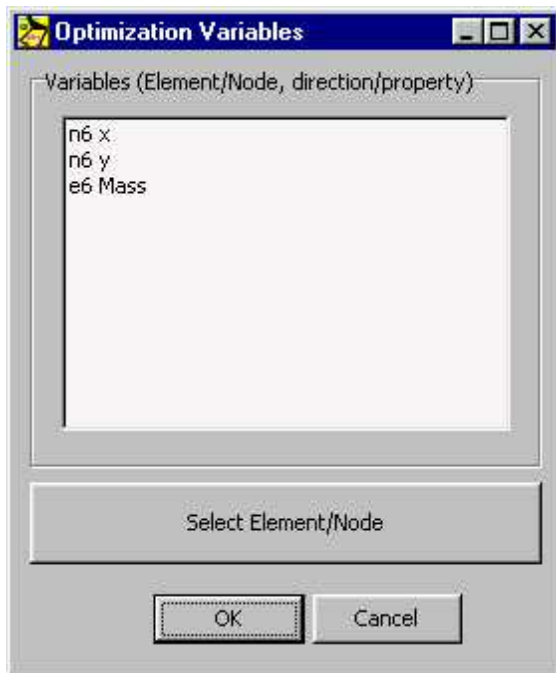 Optimization Variables
Variables (Element/Node, direction/property)
n6 x
n6 y
e6 Mass
Select Element/Node
OK
Cancel